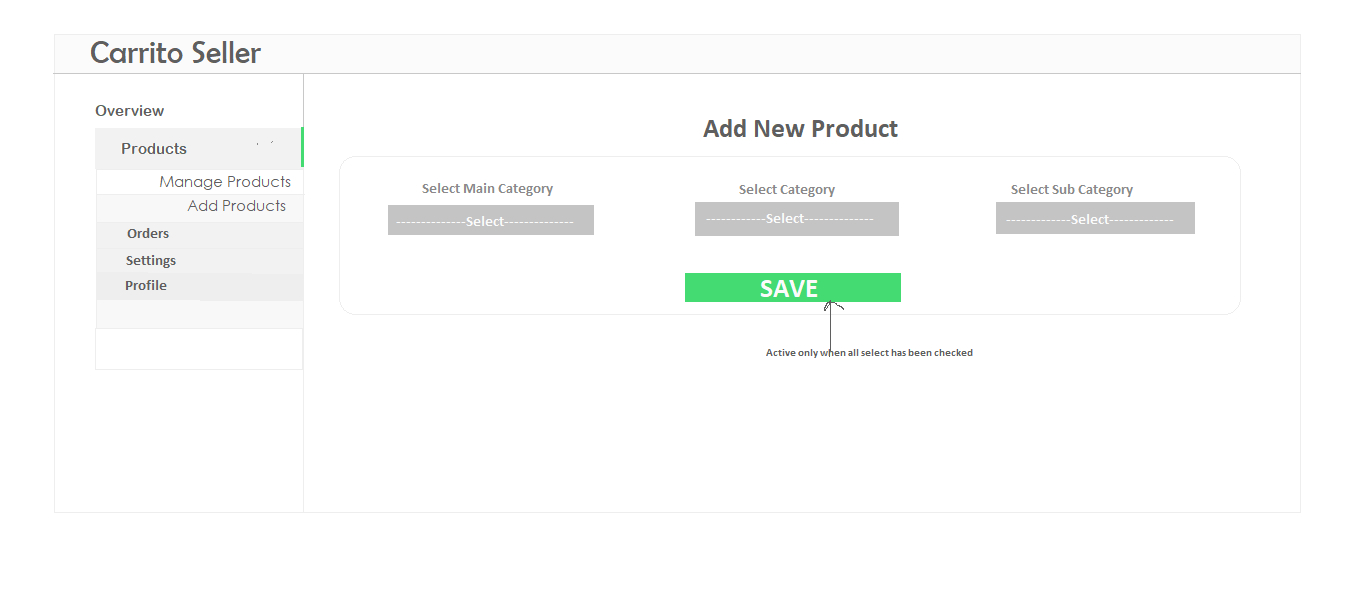 Carrito Seller
Overview
Products
Manage Products
Add Products
Orders
Settings
Profile
Add New Product
Select Main Category
--------------Select--------------
Select Category
------------Select--------------
Select Sub Category
-------------Select-------------
SAVE
Active only when all select has been checked